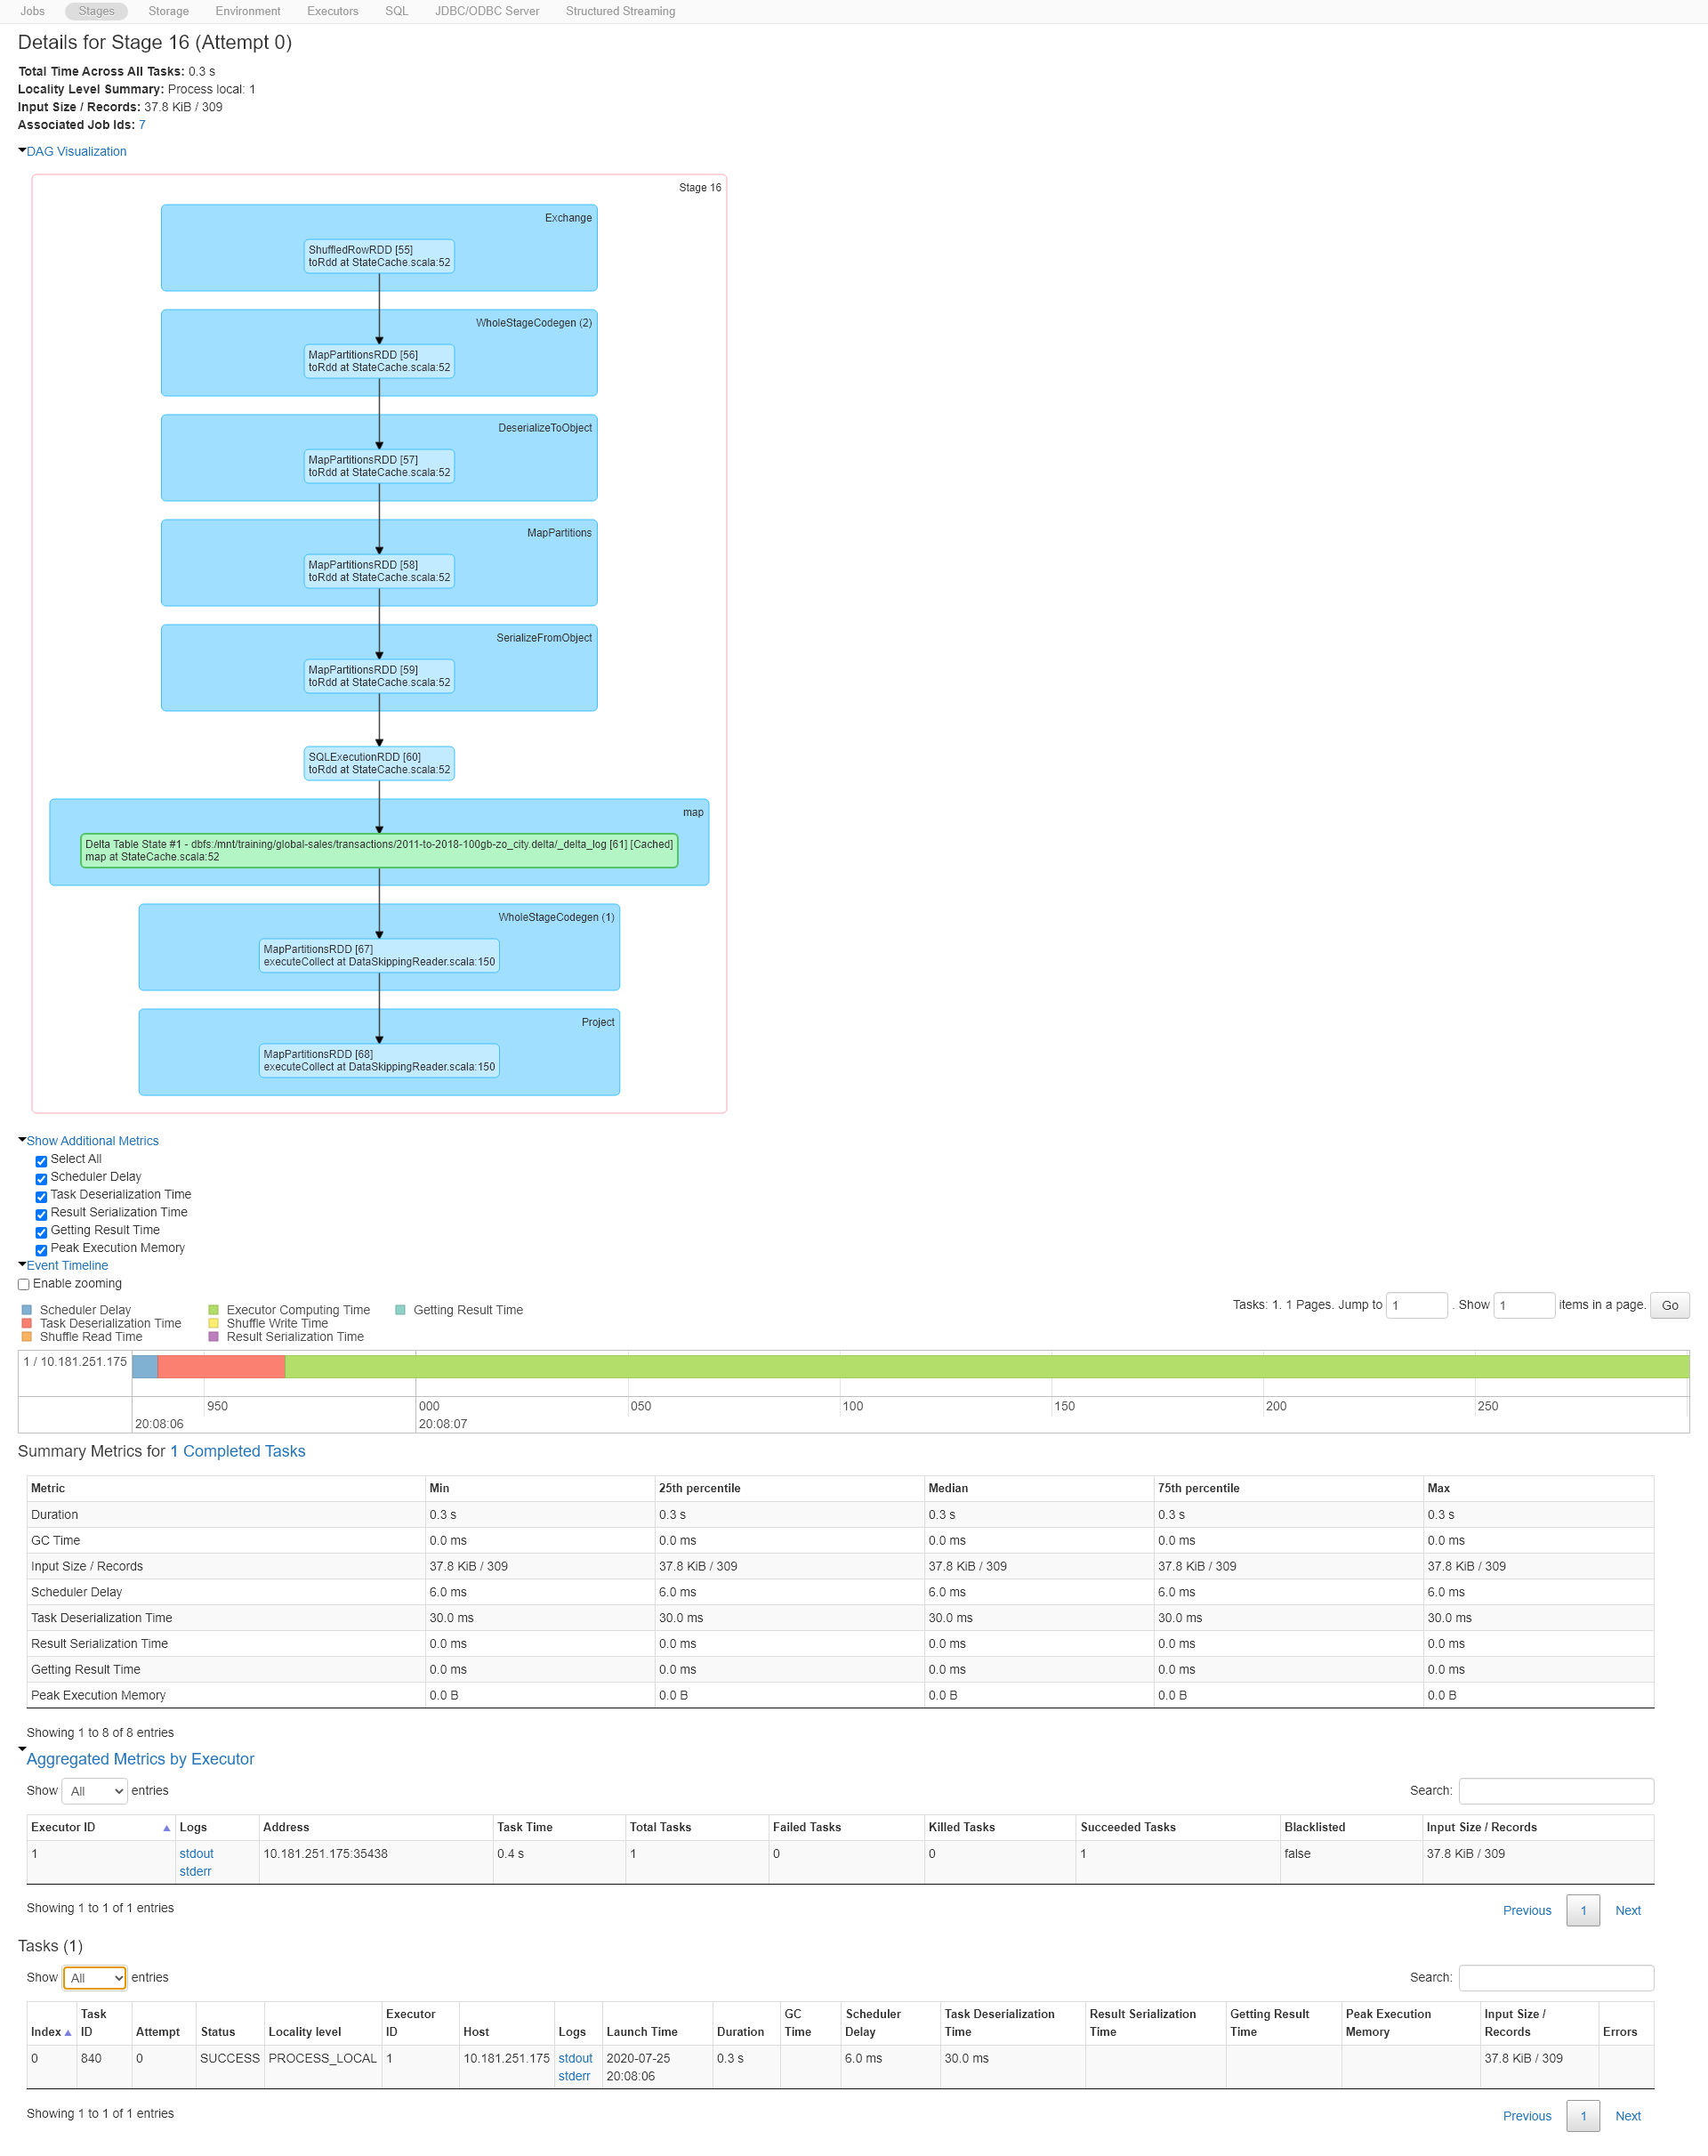 Jobs Stages Storage Environment Executors SQL JDBC/ODBC Server Structured Streaming
Details for Stage 16 (Attempt 0)
Total Time Across All Tasks: 0.3 s
Locality Level Summary: Process local: 1
Input Size / Records: 37.8 KiB / 309
Associated Job Ids: 7
DAG Visualization
Stage 16
Exchange
ShuffledRowRDD [55]
toRdd at StateCache.scala:52
WholeStageCodegen (2)
MapPartitionsRDD [56]
toRdd at StateCache.scala:52
DeserializeToObject
MapPartitionsRDD [57]
toRdd at StateCache.scala:52
MapPartitions
MapPartitionsRDD [58]
toRdd at StateCache.scala:52
SerializeFromObject
MapPartitionsRDD [59]
toRdd at StateCache.scala:52
SQLExecutionRDD [60]
toRdd at StateCache.scala:52
map
Delta Table State #1 - dbfs:/mnt/training/global-sales/transactions/2011-to-2018-100gb-zo_city.delta/_delta_log [61] [Cached]
map at StateCache.scala:52
WholeStageCodegen (1)
MapPartitionsRDD [67]
executeCollect at DataSkippingReader.scala:150
Project
MapPartitionsRDD [68]
executeCollect at DataSkippingReader.scala:150
Show Additional Metrics
Select All
Scheduler Delay
Task Deserialization Time
Result Serialization Time
Getting Result Time
Peak Execution Memory
Event Timeline
Enable zooming
Tasks: 1. 1 Pages. Jump to 1 . Show 1 items in a page. Go
Scheduler Delay Executor Computing Time Getting Result Time
Task Deserialization Time Shuffle Write Time
Shuffle Read Time Result Serialization Time
1 / 10.181.251.175
950 000 050 100 150 200 250
20:08:06 20:08:07
Summary Metrics for 1 Completed Tasks
Metric Min 25th percentile Median 75th percentile Max
Duration 0.3 s 0.3 s 0.3 s 0.3 s 0.3 s
GC Time 0.0 ms 0.0 ms 0.0 ms 0.0 ms 0.0 ms
Input Size / Records 37.8 KiB / 309 37.8 KiB / 309 37.8 KiB / 309 37.8 KiB / 309 37.8 KiB / 309
Scheduler Delay 6.0 ms 6.0 ms 6.0 ms 6.0 ms 6.0 ms
Task Deserialization Time 30.0 ms 30.0 ms 30.0 ms 30.0 ms 30.0 ms
Result Serialization Time 0.0 ms 0.0 ms 0.0 ms 0.0 ms 0.0 ms
Getting Result Time 0.0 ms 0.0 ms 0.0 ms 0.0 ms 0.0 ms
Peak Execution Memory 0.0 B 0.0 B 0.0 B 0.0 B 0.0 B
Showing 1 to 8 of 8 entries
Aggregated Metrics by Executor
Show All entries Search:
Executor ID Logs Address Task Time Total Tasks Failed Tasks Killed Tasks Succeeded Tasks Blacklisted Input Size / Records
1 stdout 10.181.251.175:35438 0.4 s 1 0 0 1 false 37.8 KiB / 309
stderr
Showing 1 to 1 of 1 entries Previous 1 Next
Tasks (1)
Show All entries Search:
Task Executor GC Scheduler Task Deserialization Result Serialization Getting Result Peak Execution Input Size /
Index ID Attempt Status Locality level ID Host Logs Launch Time Duration Time Delay Time Time Time Memory Records Errors
0 840 0 SUCCESS PROCESS_LOCAL 1 10.181.251.175 stdout 2020-07-25 0.3 s 6.0 ms 30.0 ms 37.8 KiB / 309
stderr 20:08:06
Showing 1 to 1 of 1 entries Previous 1 Next